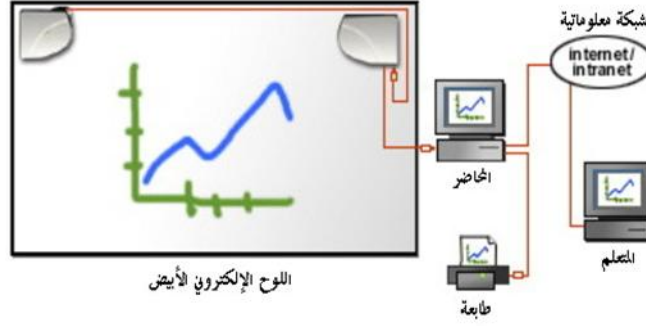 شبكة معلوماتية
internet/
intranet
المحاضر
المتعلم
اللوح الإلكتروني الأبيض
طابعة